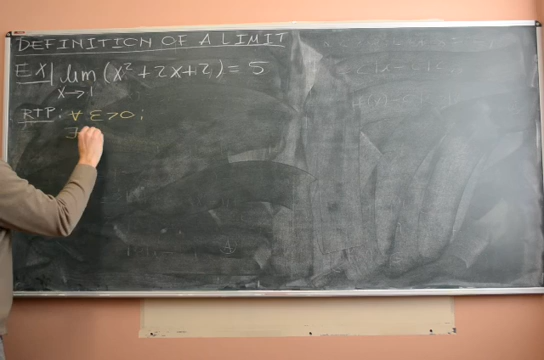 DEFINITION OF A LIMIT
EX| lim (x²+2x+2) = 5
x→1
RTP: ∀ ε>0;
∃